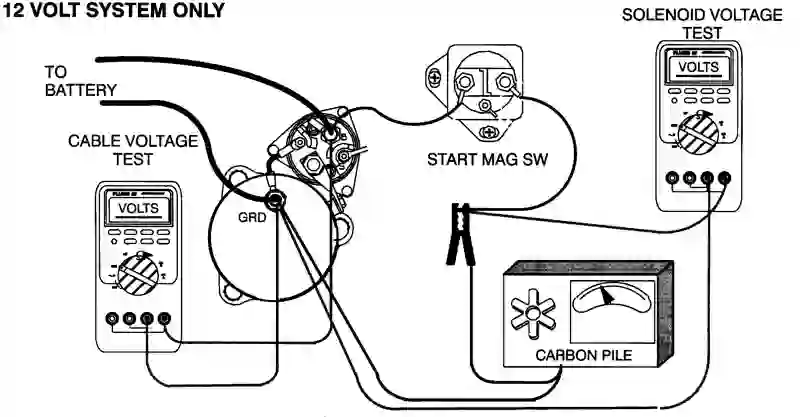 12 VOLT SYSTEM ONLY
SOLENOID VOLTAGE
TEST
VOLTS
TO
BATTERY
CABLE VOLTAGE
TEST
VOLTS
START MAG SW
GRD
CARBON PILE